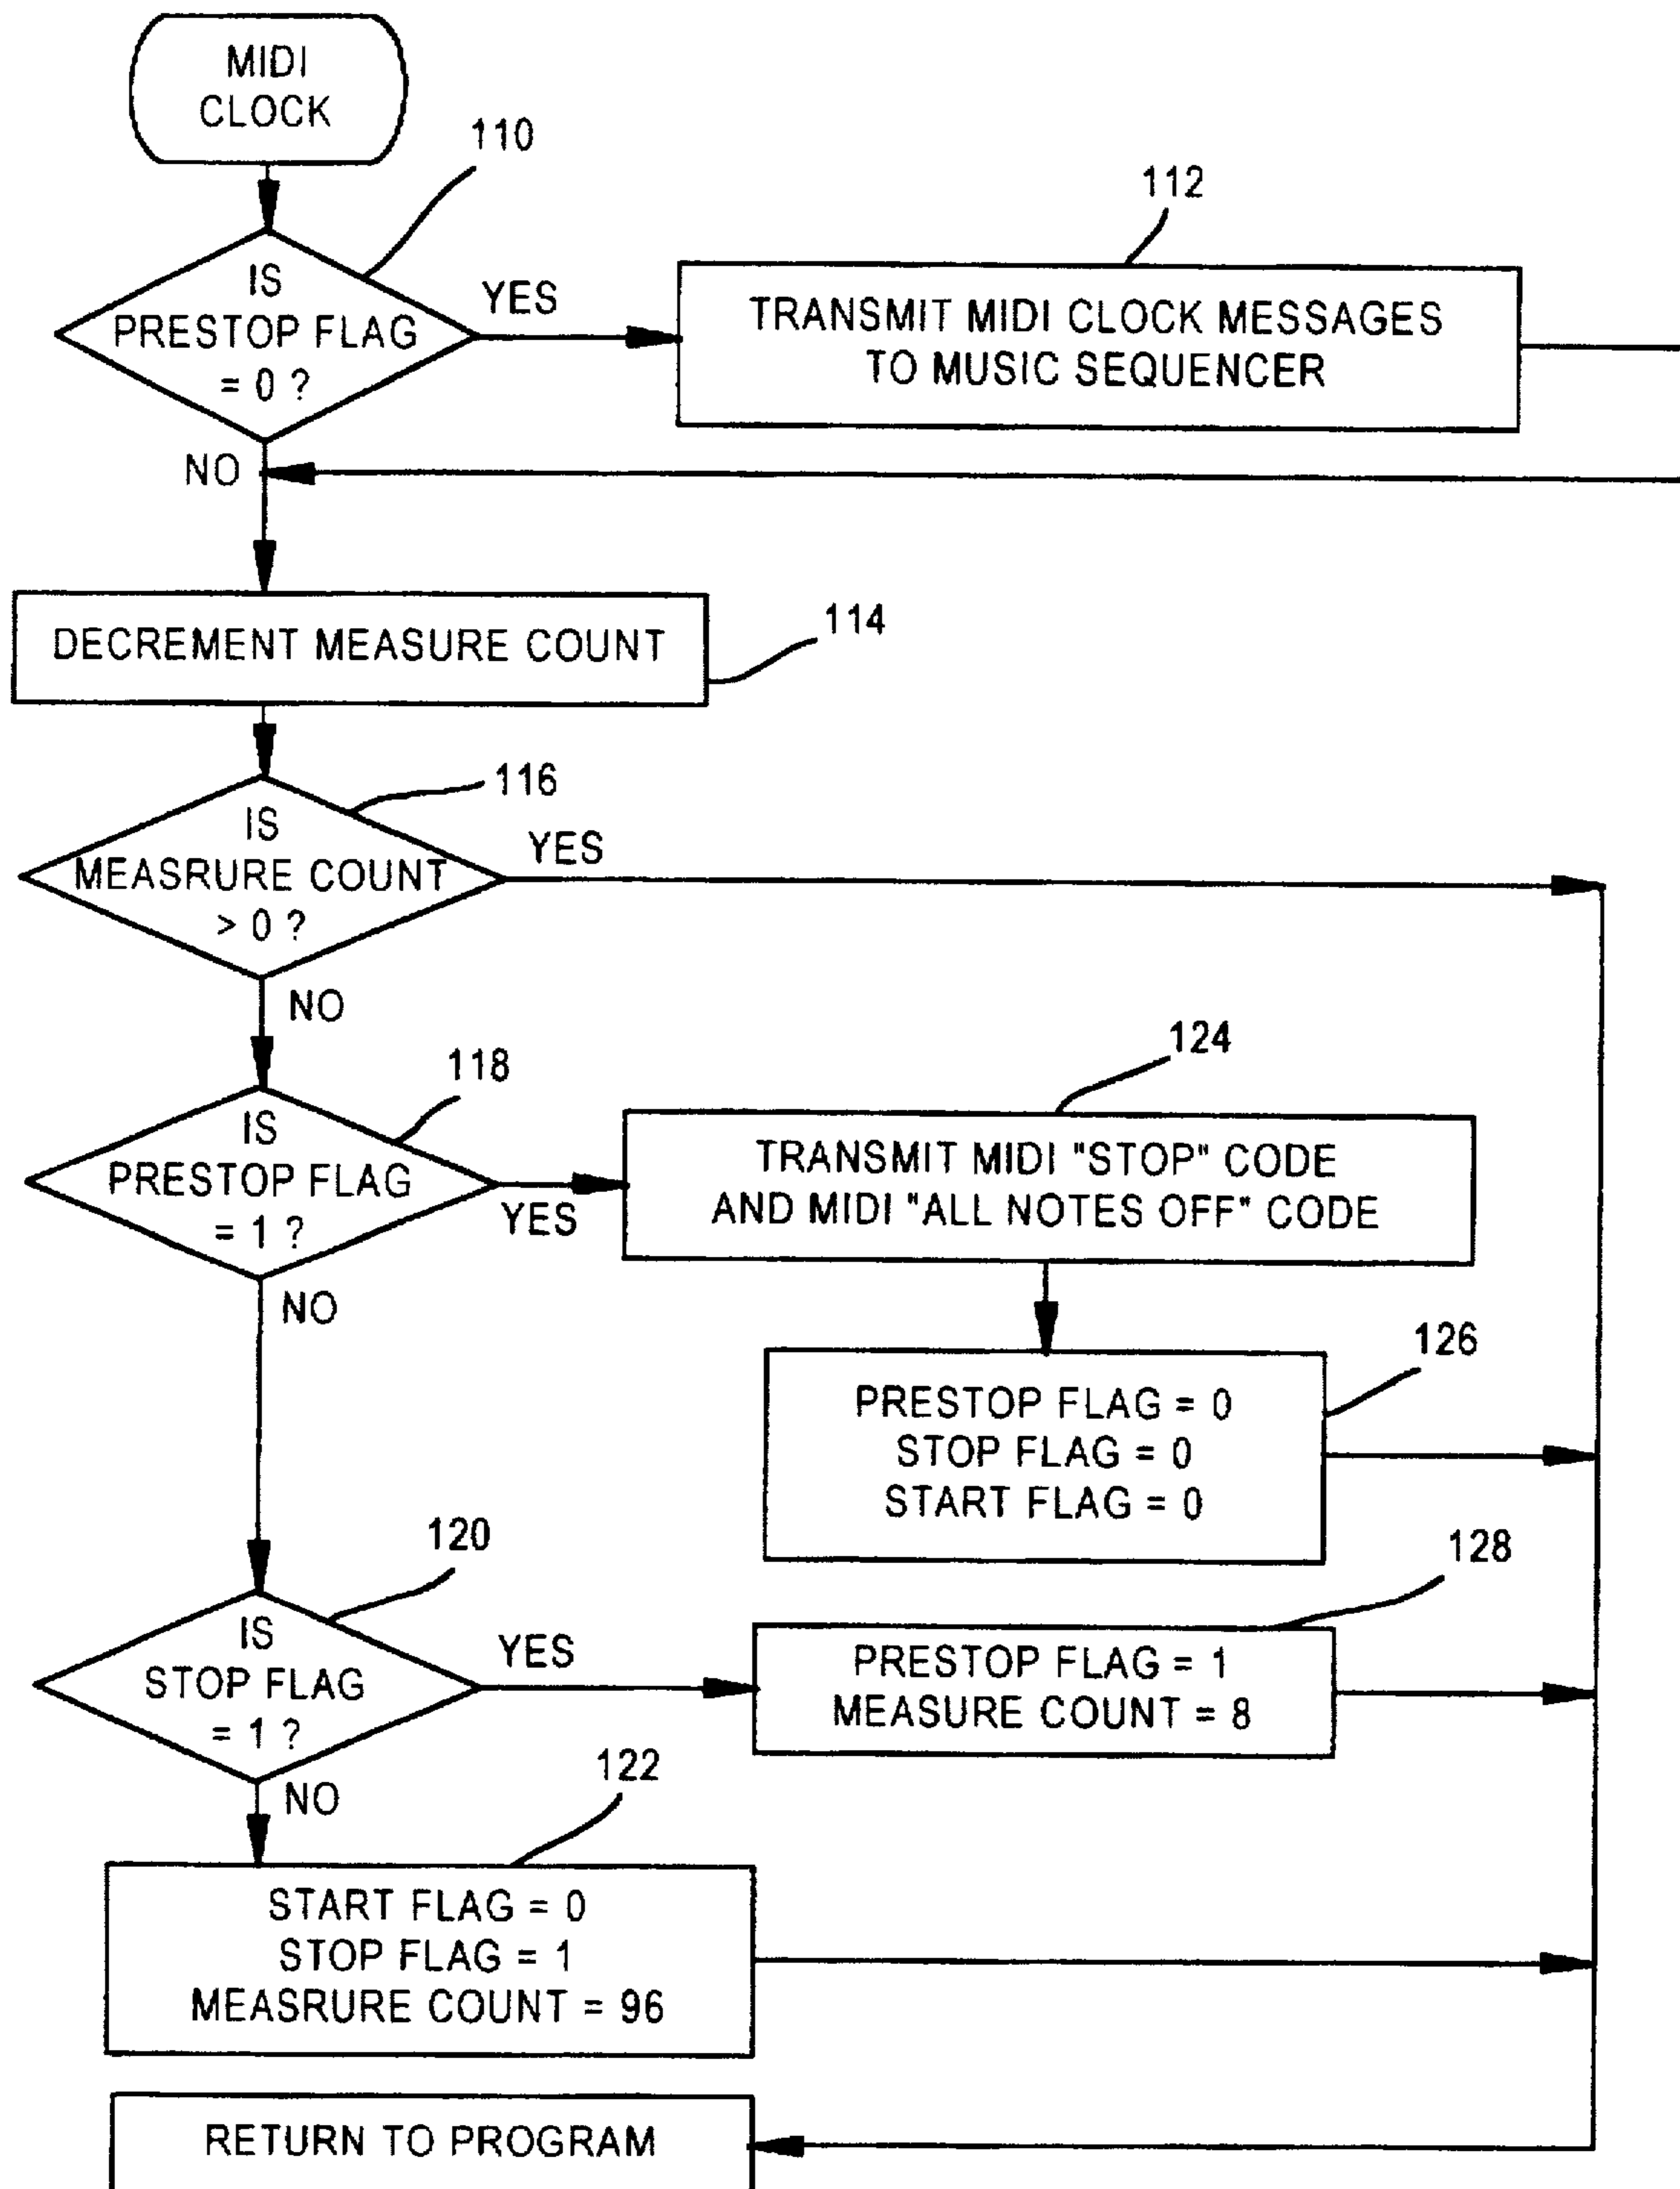 MIDI
CLOCK
110
112
IS
PRESTOP FLAG
= 0 ?
YES
TRANSMIT MIDI CLOCK MESSAGES
TO MUSIC SEQUENCER
NO
DECREMENT MEASURE COUNT
114
116
IS
MEASRURE COUNT
> 0 ?
YES
NO
118
124
IS
PRESTOP FLAG
= 1 ?
YES
TRANSMIT MIDI "STOP" CODE
AND MIDI "ALL NOTES OFF" CODE
NO
126
PRESTOP FLAG = 0
STOP FLAG = 0
START FLAG = 0
120
128
IS
STOP FLAG
= 1 ?
YES
PRESTOP FLAG = 1
MEASURE COUNT = 8
NO
122
START FLAG = 0
STOP FLAG = 1
MEASRURE COUNT = 96
RETURN TO PROGRAM